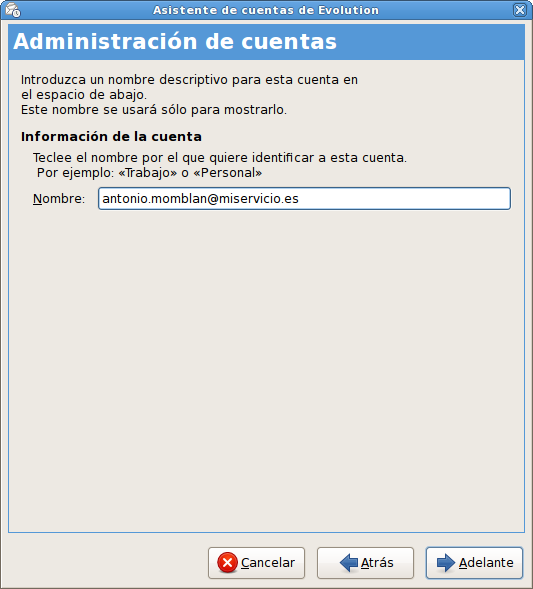 Asistente de cuentas de Evolution
Administración de cuentas
Introduzca un nombre descriptivo para esta cuenta en
el espacio de abajo.
Este nombre se usará sólo para mostrarlo.
Información de la cuenta
Teclee el nombre por el que quiere identificar a esta cuenta.
Por ejemplo: «Trabajo» o «Personal»
Nombre: antonio.momblan@miservicio.es
Cancelar Atrás Adelante